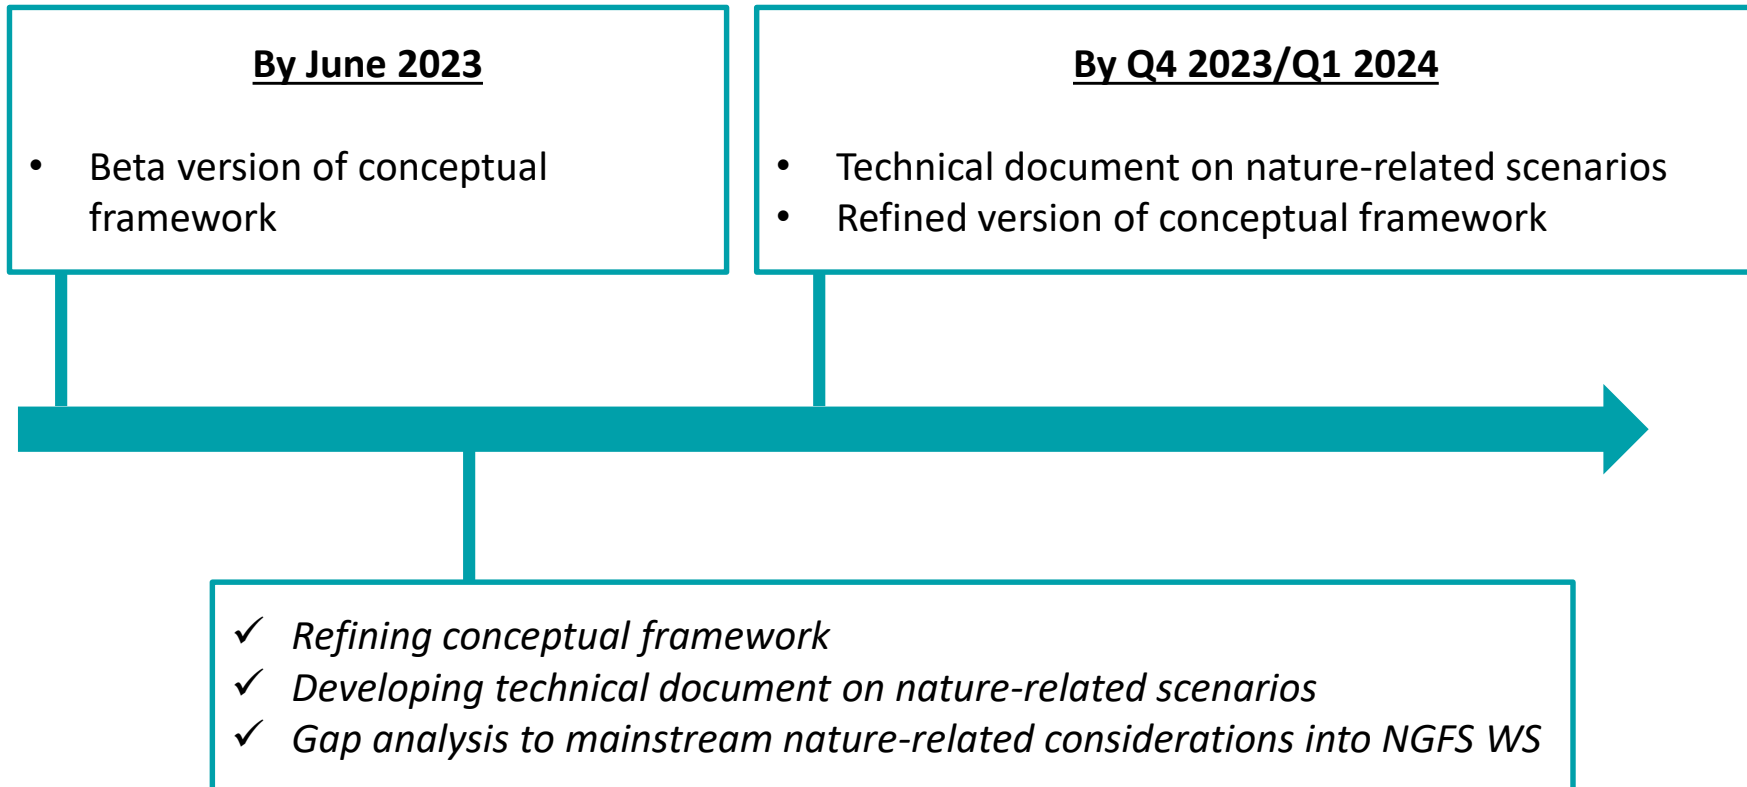 By June 2023
• Beta version of conceptual
framework
By Q4 2023/Q1 2024
• Technical document on nature-related scenarios
• Refined version of conceptual framework
✓ Refining conceptual framework
✓ Developing technical document on nature-related scenarios
✓ Gap analysis to mainstream nature-related considerations into NGFS WS